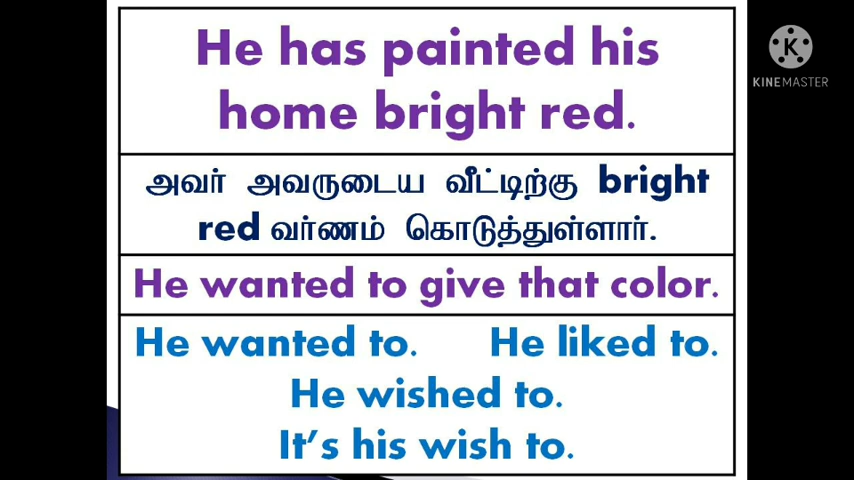 He has painted his
home bright red.
அவர் அவருடைய வீட்டிற்கு bright
red வர்ணம் கொடுத்துள்ளார்.
He wanted to give that color.
He wanted to. He liked to.
He wished to.
It's his wish to.
K
KINEMASTER